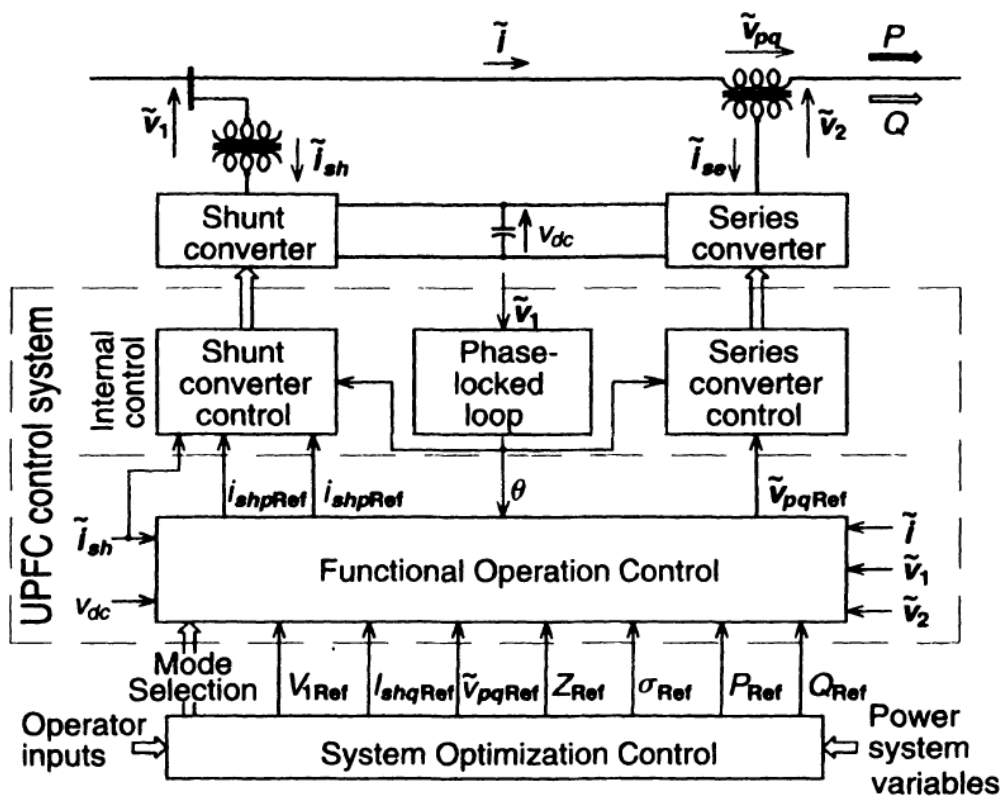 ĩ
ṽpq
P
ṽ1
ĩsh
ĩse
ṽ2
Q
Shunt
converter
vdc
Series
converter
UPFC control system
Internal
control
ṽ1
Shunt
converter
control
Phase-
locked
loop
Series
converter
control
ishpRef
ishpRef
θ
ṽpqRef
ĩsh
vdc
Functional Operation Control
ĩ
ṽ1
ṽ2
Mode
Selection
V1Ref
IshqRef
ṽpqRef
ZRef
σRef
PRef
QRef
Operator
inputs
System Optimization Control
Power
system
variables